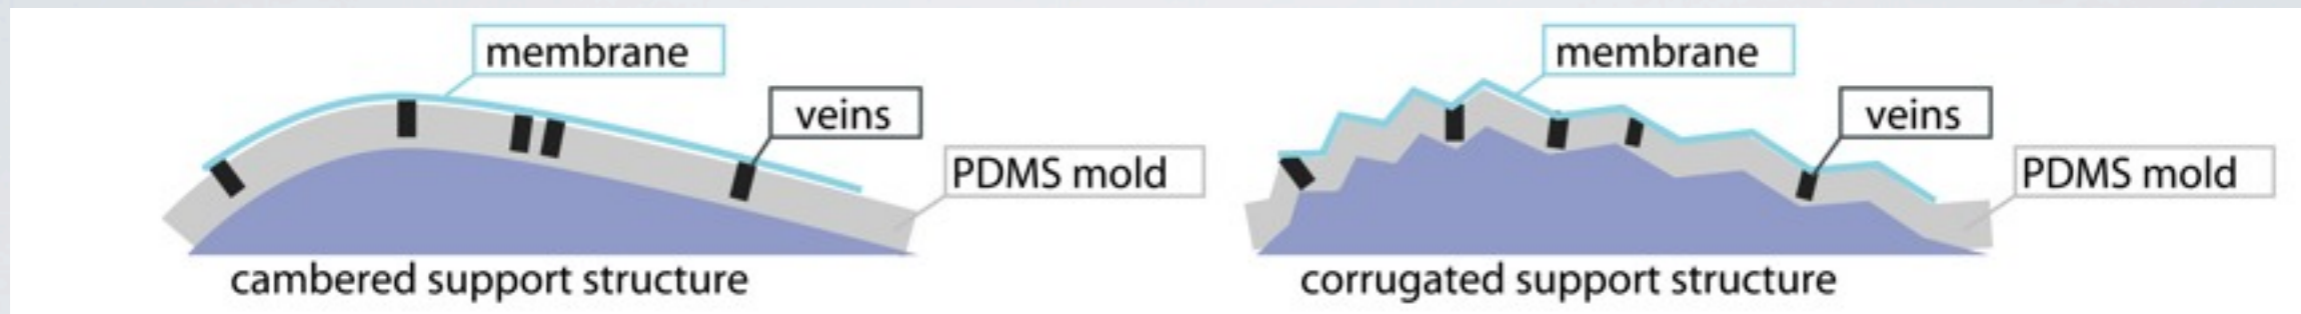 membrane
veins
PDMS mold
cambered support structure
membrane
veins
PDMS mold
corrugated support structure